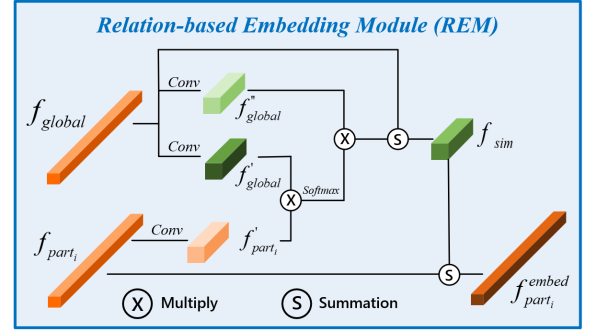 Relation-based Embedding Module (REM)
Conv
f''global
f global
f sim
Conv
f'global
Softmax
X
S
X
Conv
f parti
f'parti
S
f embed parti
X Multiply
S Summation